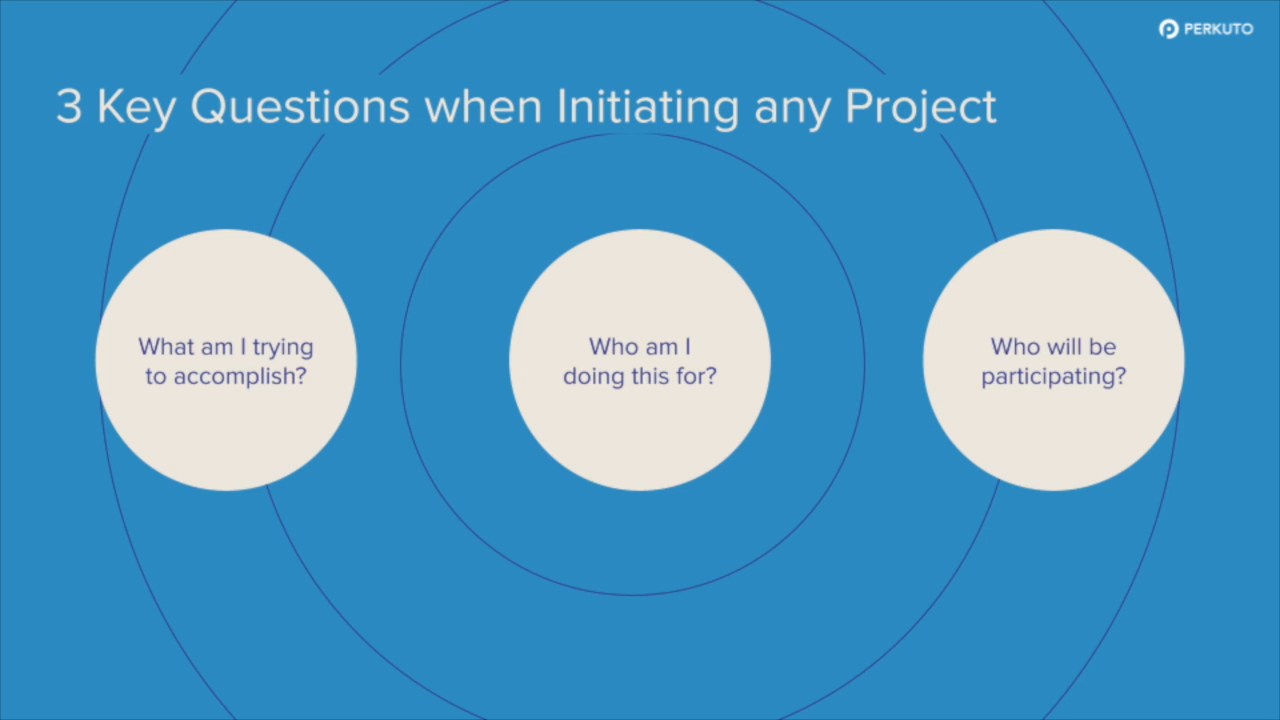 PERKUTO
3 Key Questions when Initiating any Project
What am I trying
to accomplish?
Who am I
doing this for?
Who will be
participating?